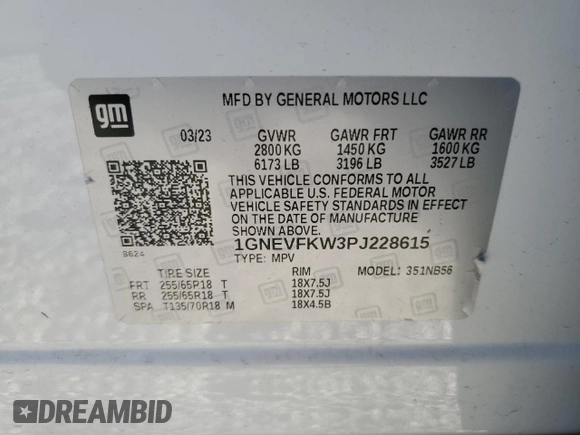 gm
MFD BY GENERAL MOTORS LLC
03/23 GVWR GAWR FRT GAWR RR
2800 KG 1450 KG 1600 KG
6173 LB 3196 LB 3527 LB
THIS VEHICLE CONFORMS TO ALL
APPLICABLE U.S. FEDERAL MOTOR
VEHICLE SAFETY STANDARDS IN EFFECT
ON THE DATE OF MANUFACTURE
SHOWN ABOVE.
8624
1GNEVFKW3PJ228615
TYPE: MPV MODEL: 351NB56
TIRE SIZE RIM
FRT 255/65R18 T 18X7.5J
RR 255/65R18 T 18X7.5J
SPA T135/70R18 M 18X4.5B
DREAMBID